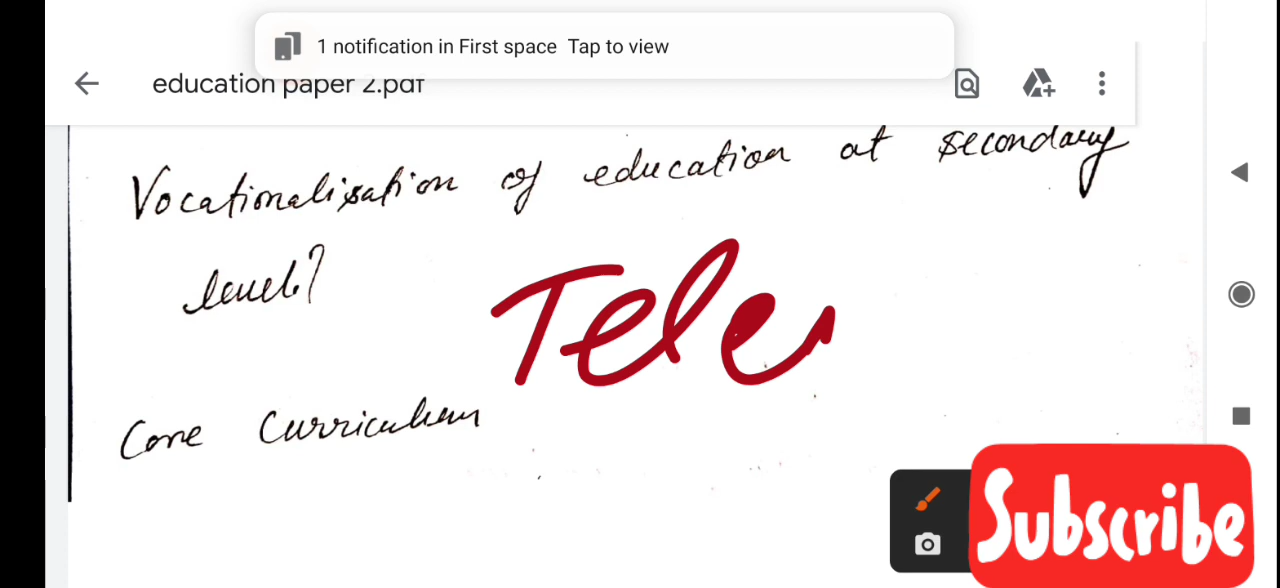 1 notification in First space Tap to view
education paper 2.pdf
Vocationalisation of education at secondary
level?
Tele
Core Curriculum
Subscribe